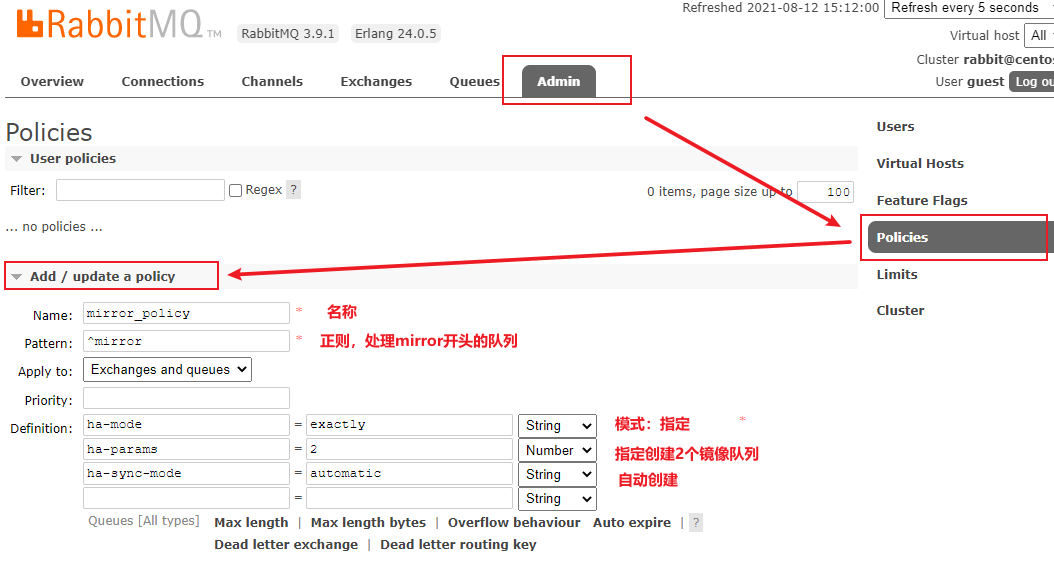 Refreshed 2021-08-12 15:12:00 Refresh every 5 seconds
RabbitMQ TM RabbitMQ 3.9.1 Erlang 24.0.5
Virtual host All
Cluster rabbit@cento
User guest Log ou
Overview Connections Channels Exchanges Queues Admin
Policies
User policies
Filter: Regex ? 0 items, page size up to 100
... no policies ...
Add / update a policy
Name: mirror_policy * 名称
Pattern: ^mirror * 正则，处理mirror开头的队列
Apply to: Exchanges and queues
Priority:
Definition: ha-mode = exactly String 模式：指定 *
ha-params = 2 Number 指定创建2个镜像队列
ha-sync-mode = automatic String 自动创建
= String
Queues [All types] Max length | Max length bytes | Overflow behaviour Auto expire | ?
Dead letter exchange | Dead letter routing key
Users
Virtual Hosts
Feature Flags
Policies
Limits
Cluster